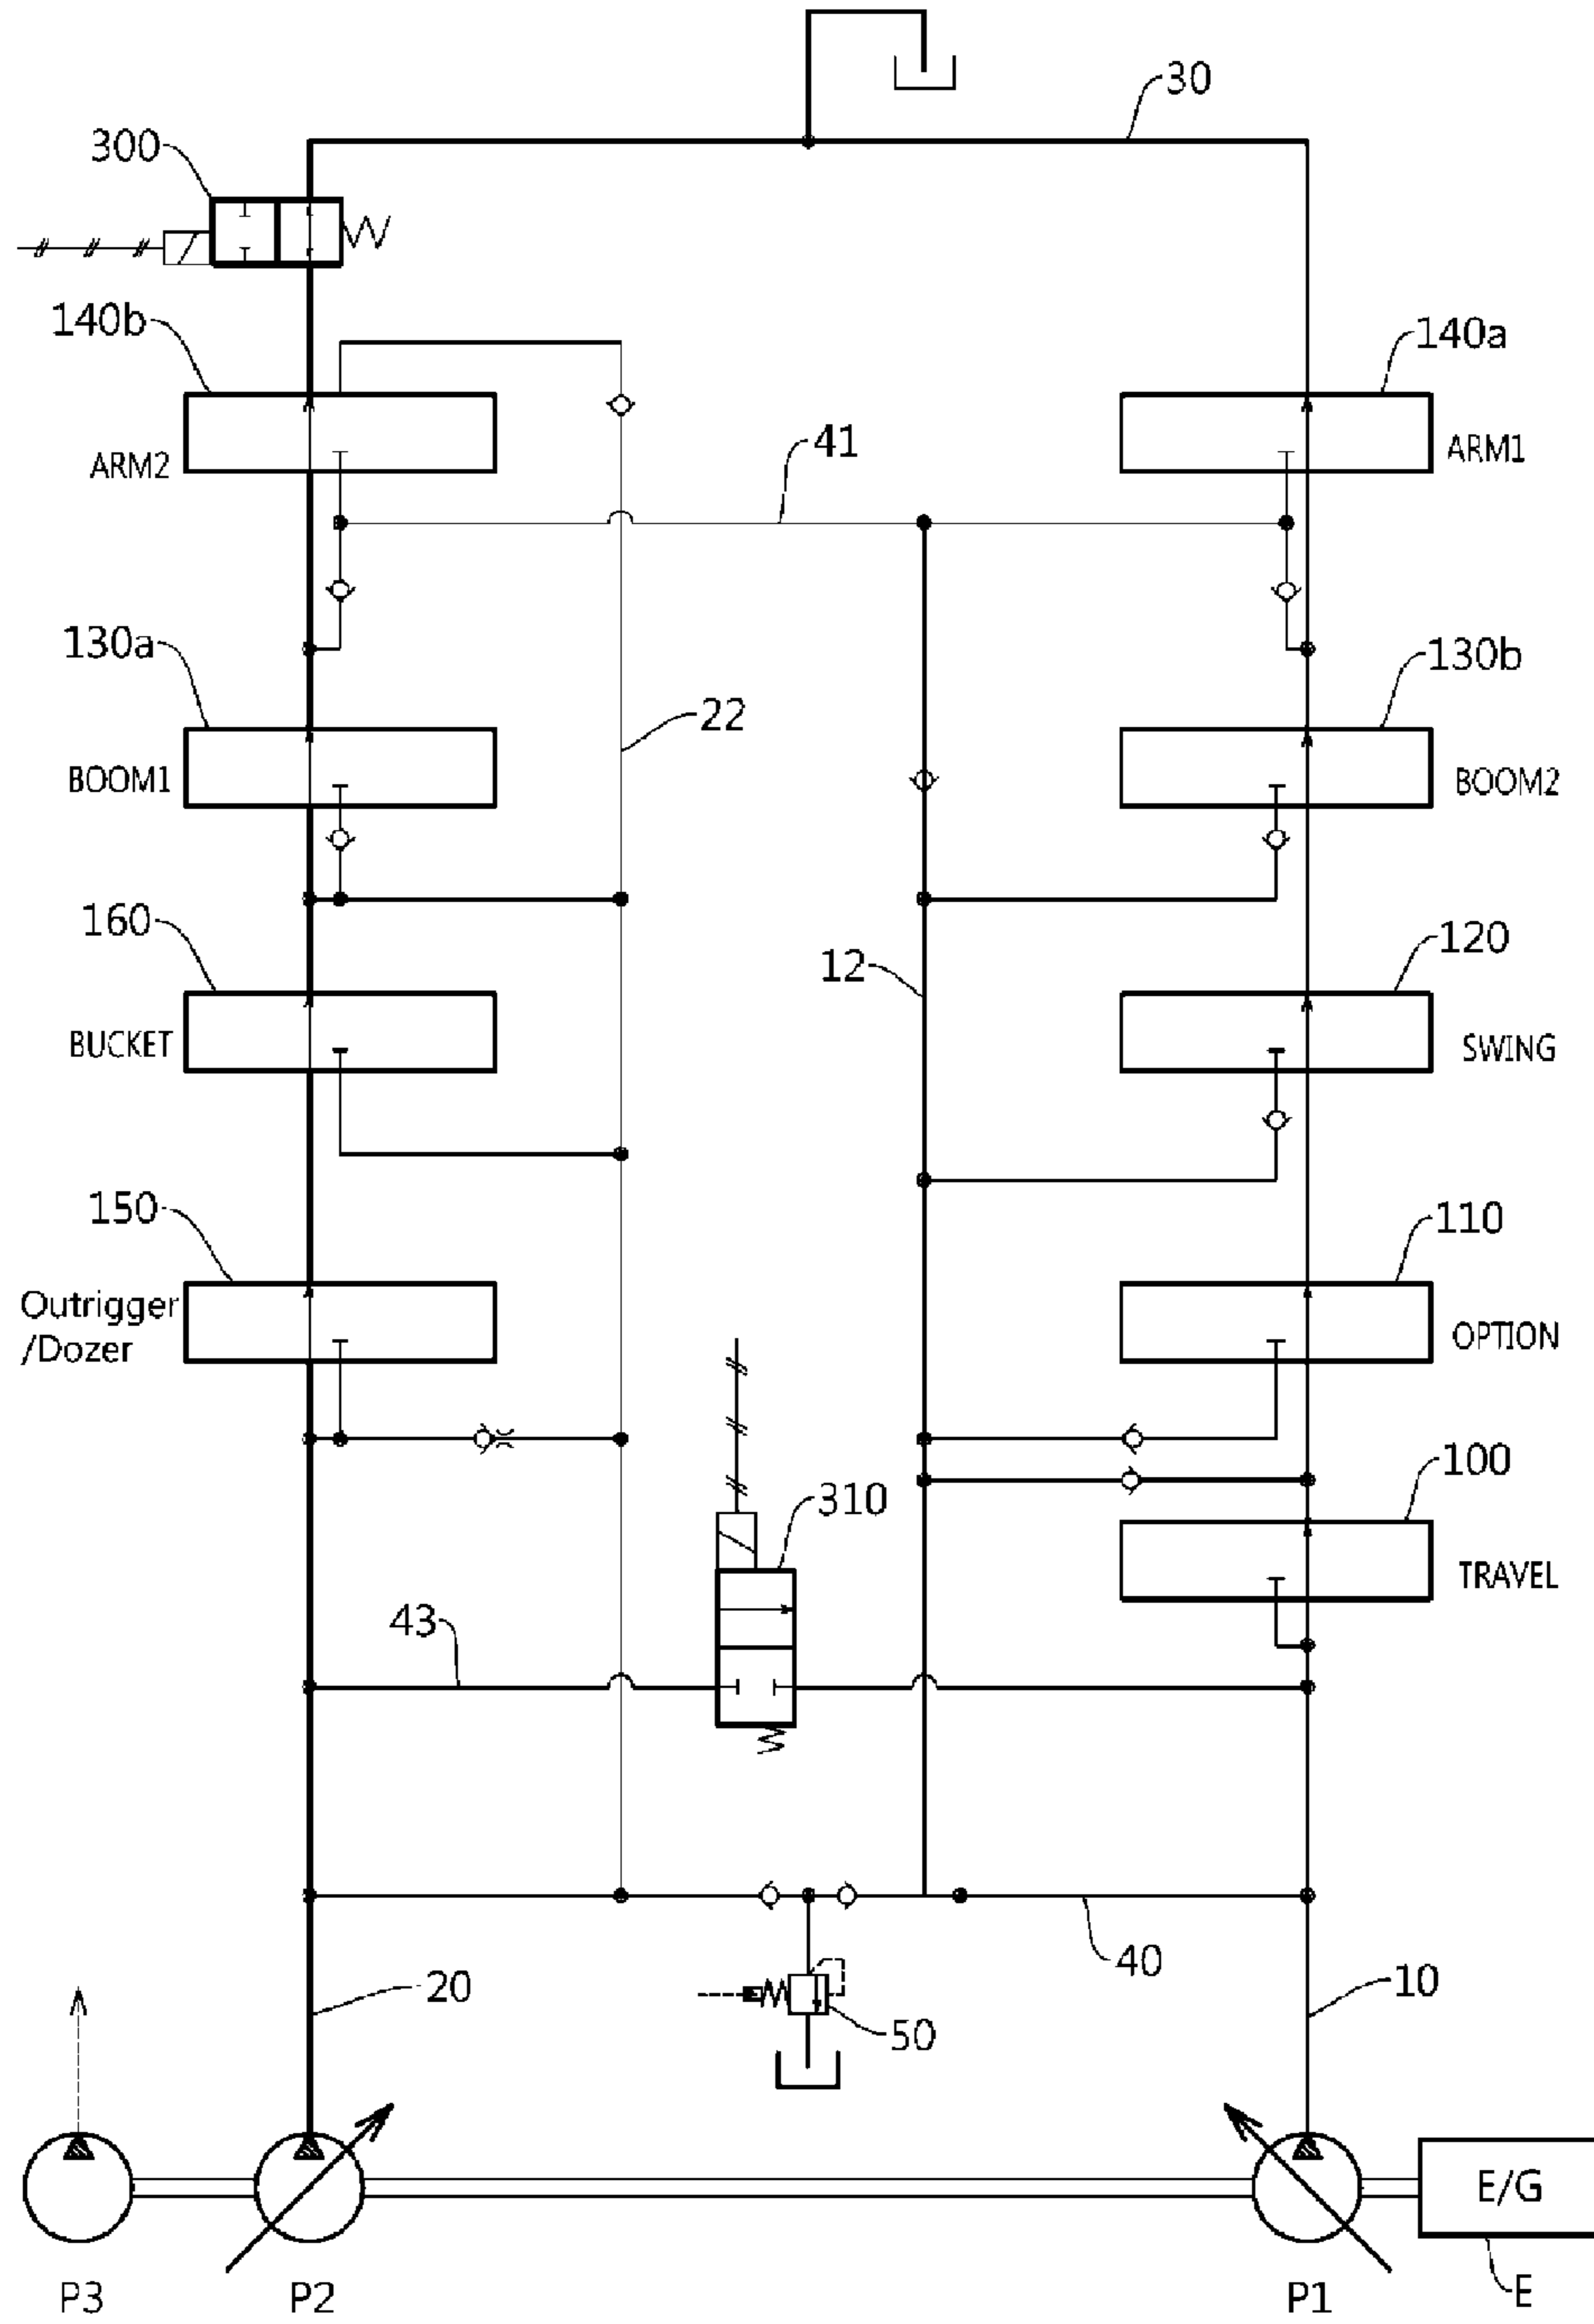 30
300
140b
140a
41
ARM2
ARM1
130a
130b
22
BOOM1
BOOM2
160
120
12
BUCKET
SWING
150
110
Outrigger
/Dozer
OPTION
100
310
TRAVEL
43
40
20
10
50
E/G
P3
P2
P1
E